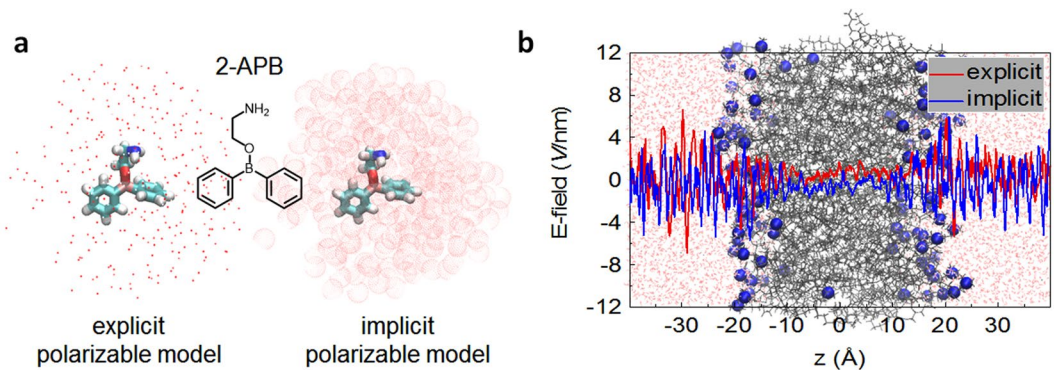 a
2-APB
NH₂
O
B
explicit
polarizable model
implicit
polarizable model
b
12
8
4
0
-4
-8
-12
E-field (V/nm)
explicit
implicit
-30 -20 -10 0 10 20 30
z (Å)